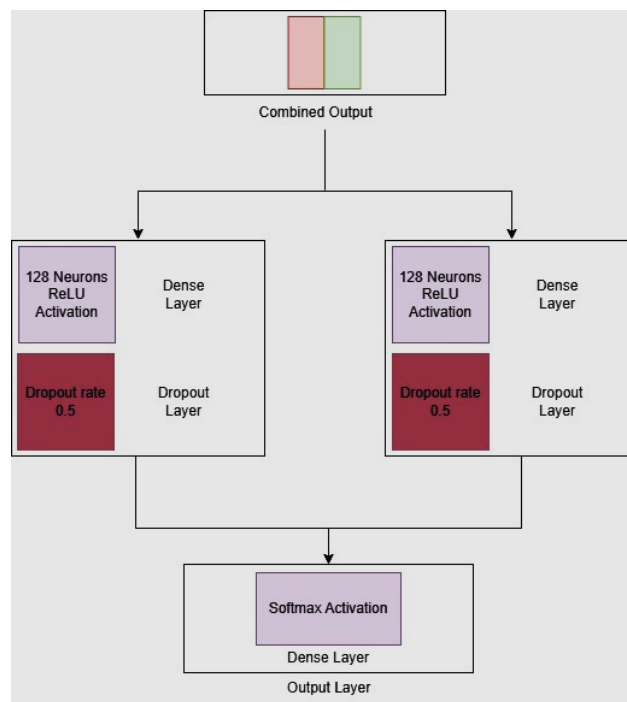 Combined Output
128 Neurons
ReLU
Activation
Dense
Layer
Dropout rate
0.5
Dropout
Layer
128 Neurons
ReLU
Activation
Dense
Layer
Dropout rate
0.5
Dropout
Layer
Softmax Activation
Dense Layer
Output Layer